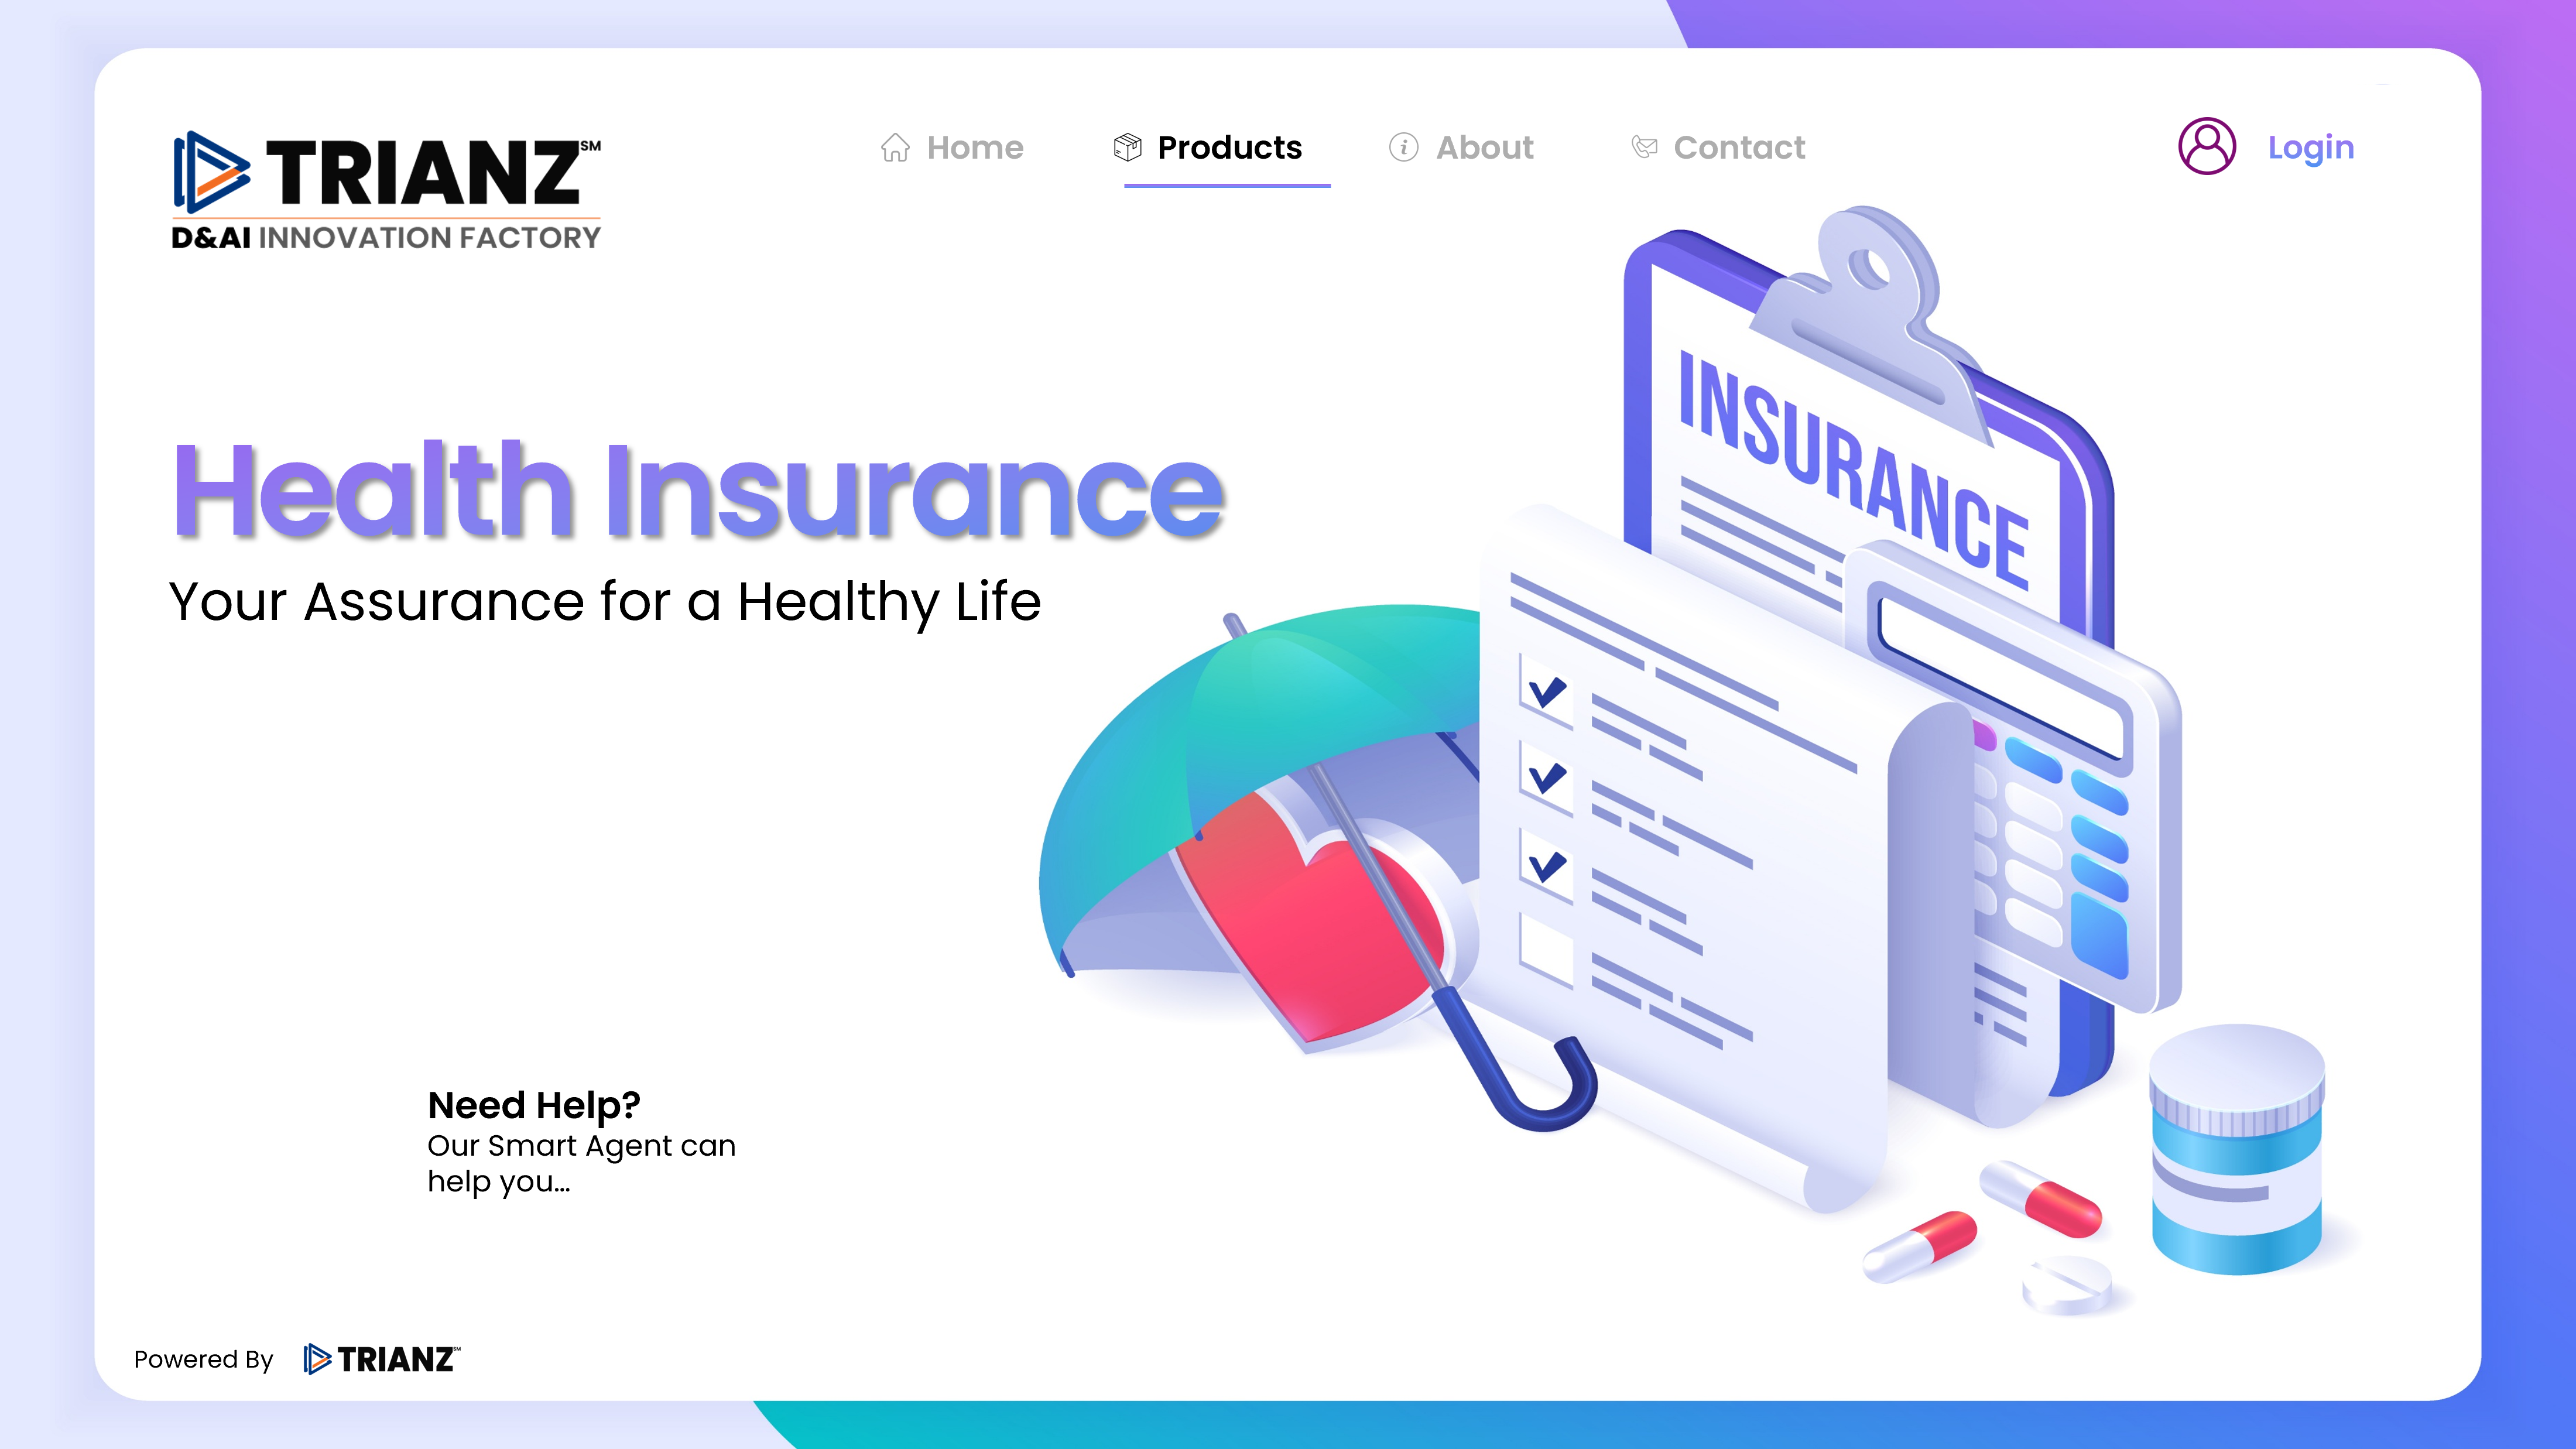 TRIANZ℠
D&AI INNOVATION FACTORY
Home
Products
About
Contact
Login
Health Insurance
Your Assurance for a Healthy Life
INSURANCE
Need Help?
Our Smart Agent can
help you...
Powered By TRIANZ℠